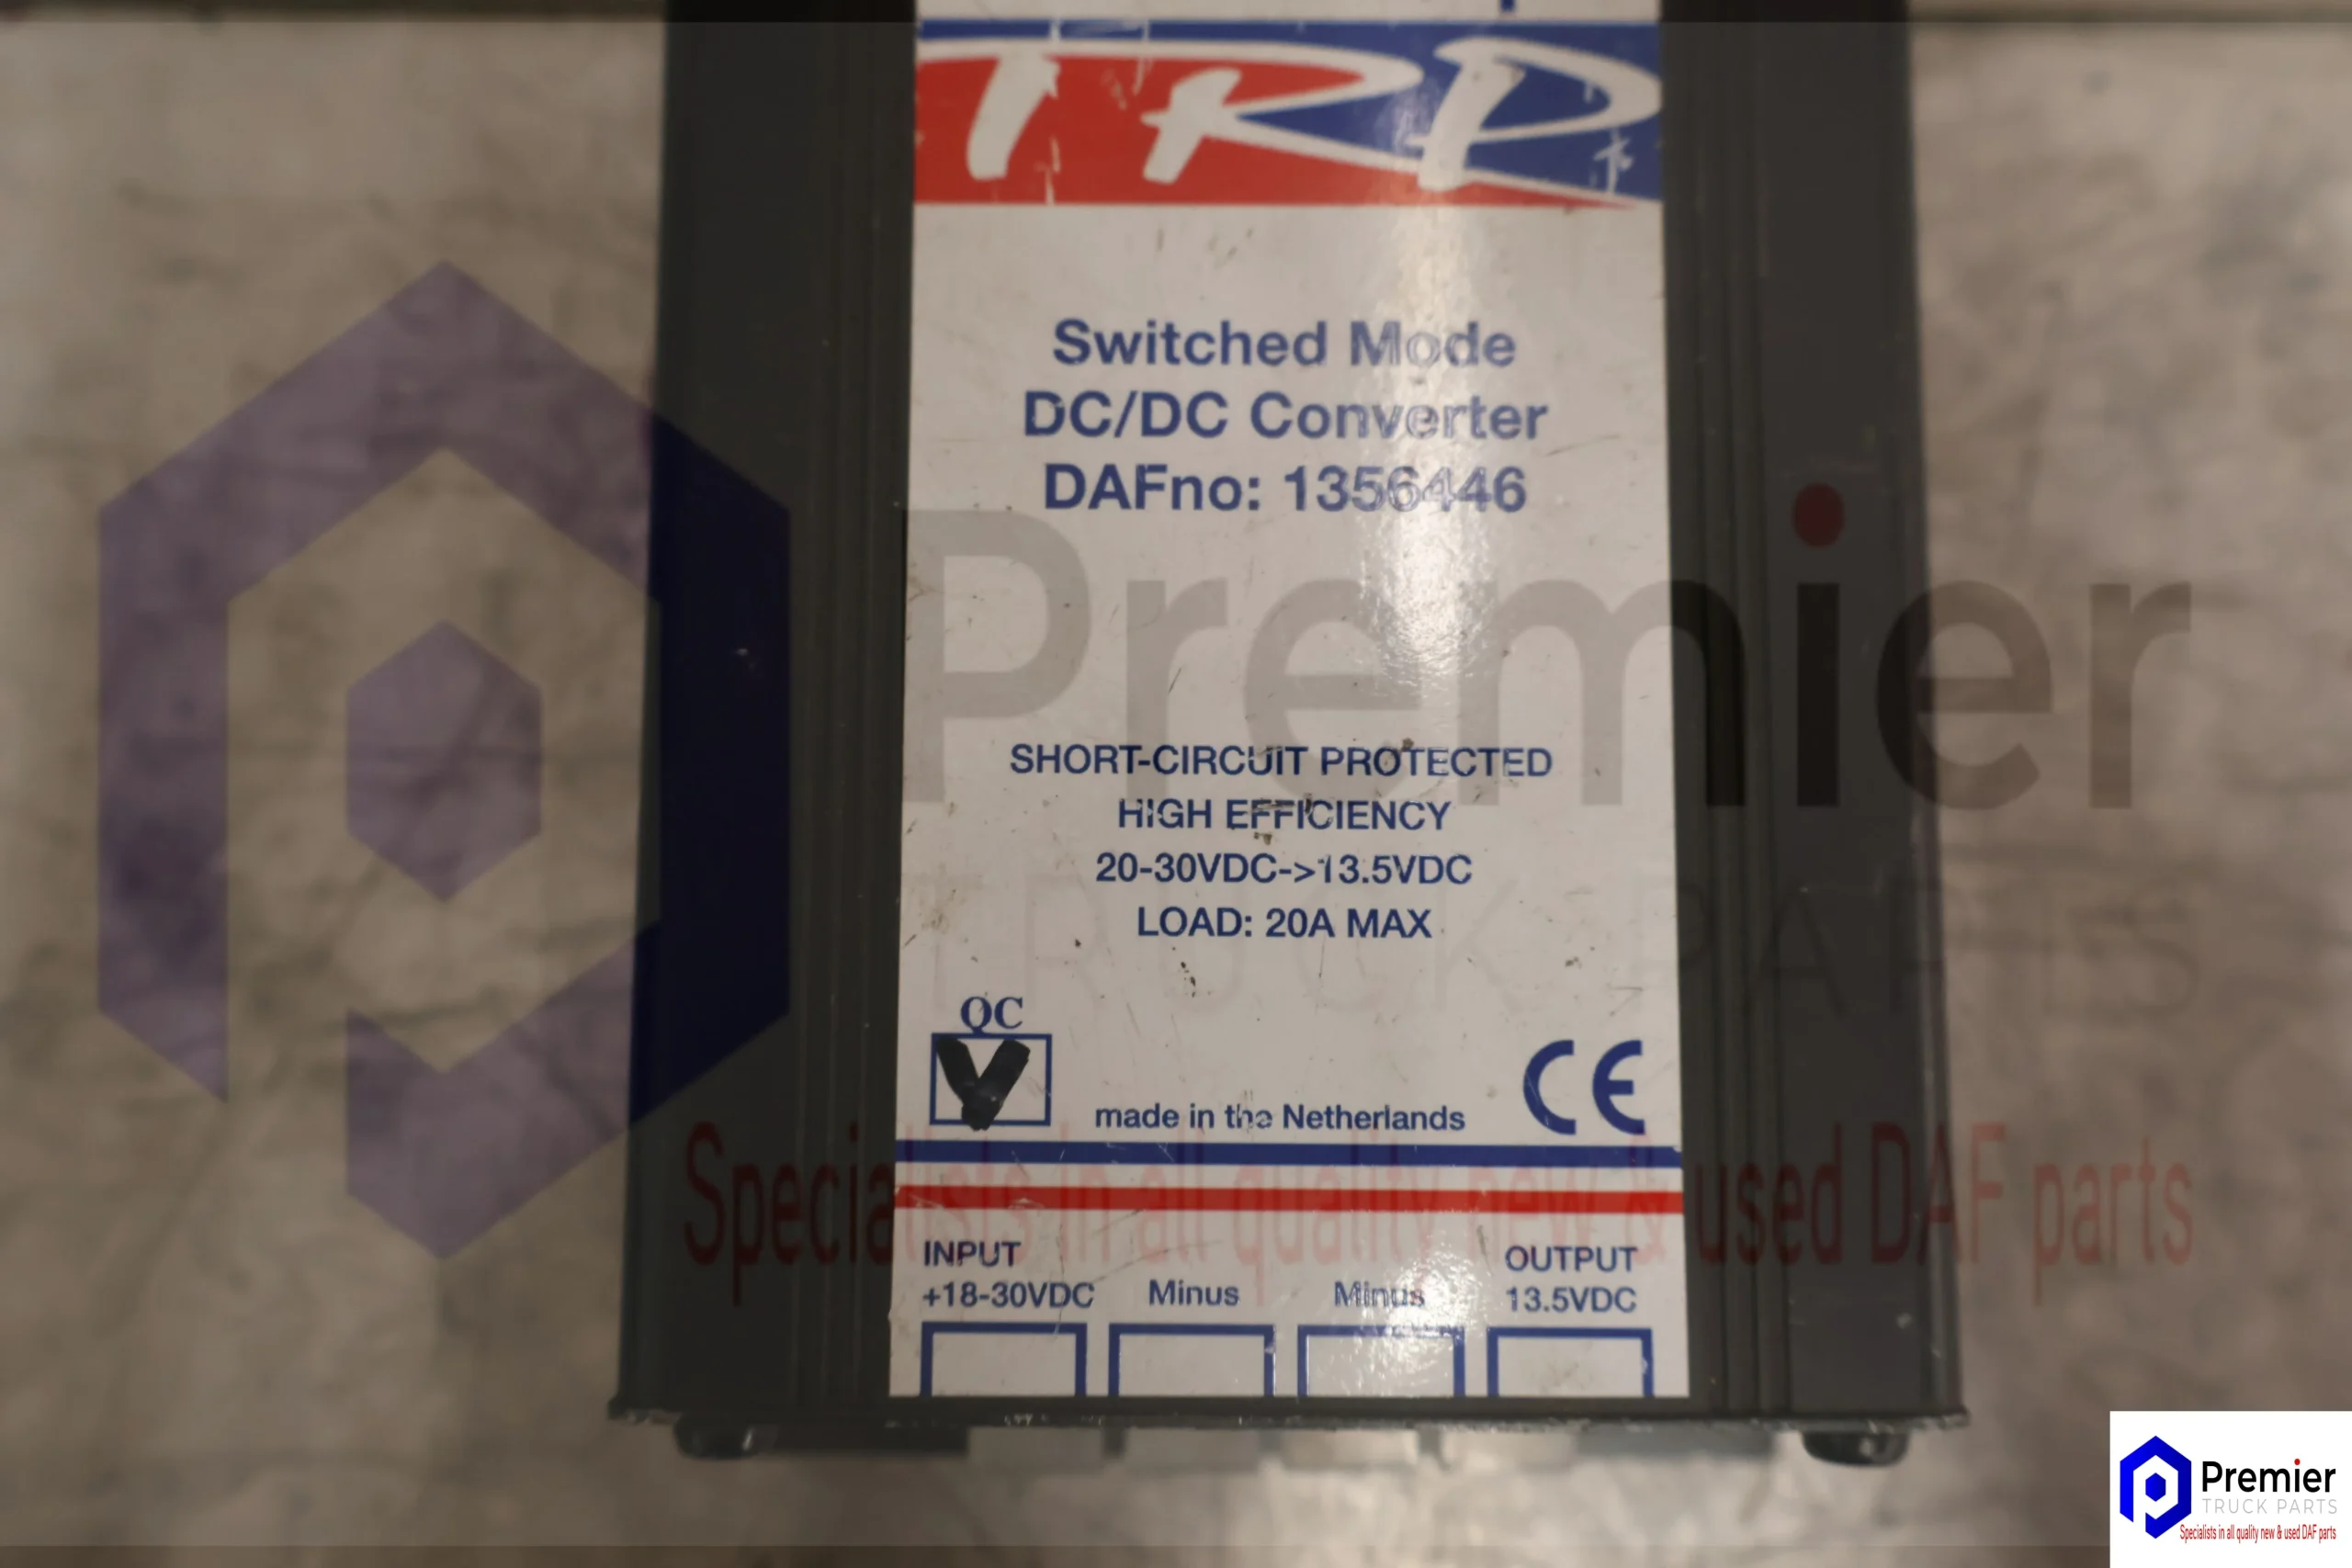 TRP
Switched Mode
DC/DC Converter
DAFno: 1356446
Premier
SHORT-CIRCUIT PROTECTED
HIGH EFFICIENCY
20-30VDC->13.5VDC
LOAD: 20A MAX
TRUCK PARTS
QC
V
made in the Netherlands
CE
Specialists in all quality new & used DAF parts
INPUT
+18-30VDC
Minus
Minus
OUTPUT
13.5VDC
Premier
TRUCK PARTS
Specialists in all quality new & used DAF parts